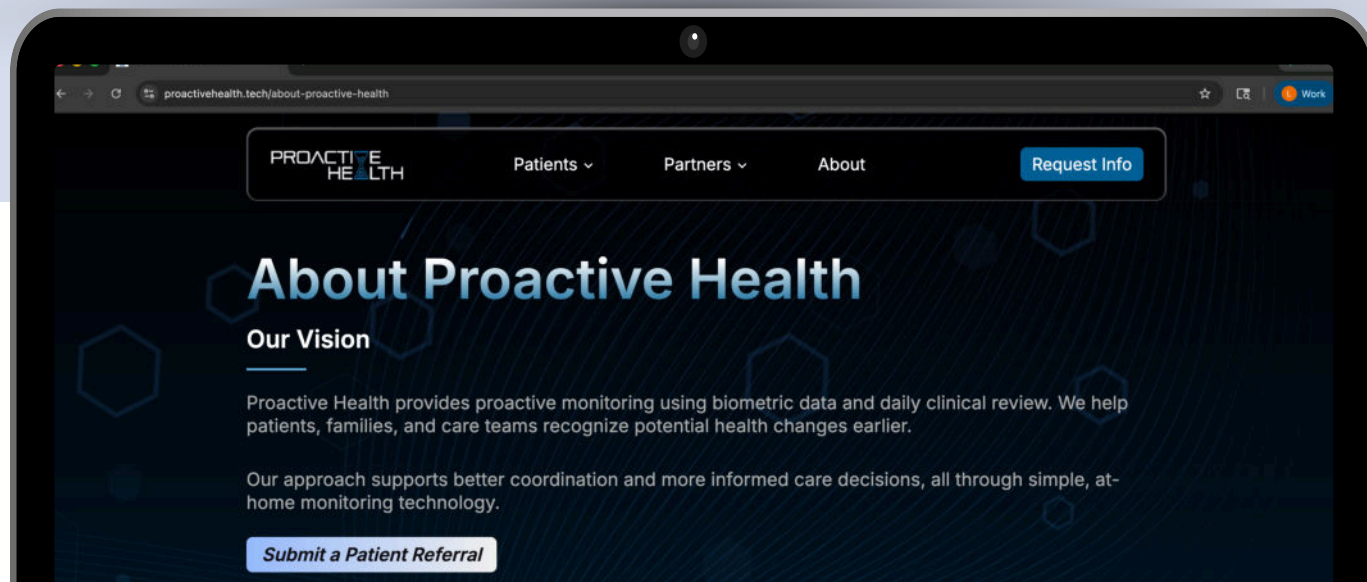 proactivehealth.tech/about-proactive-health
Work
PROACTIVE
HEALTH
Patients
Partners
About
Request Info
About Proactive Health
Our Vision
Proactive Health provides proactive monitoring using biometric data and daily clinical review. We help
patients, families, and care teams recognize potential health changes earlier.
Our approach supports better coordination and more informed care decisions, all through simple, at-
home monitoring technology.
Submit a Patient Referral